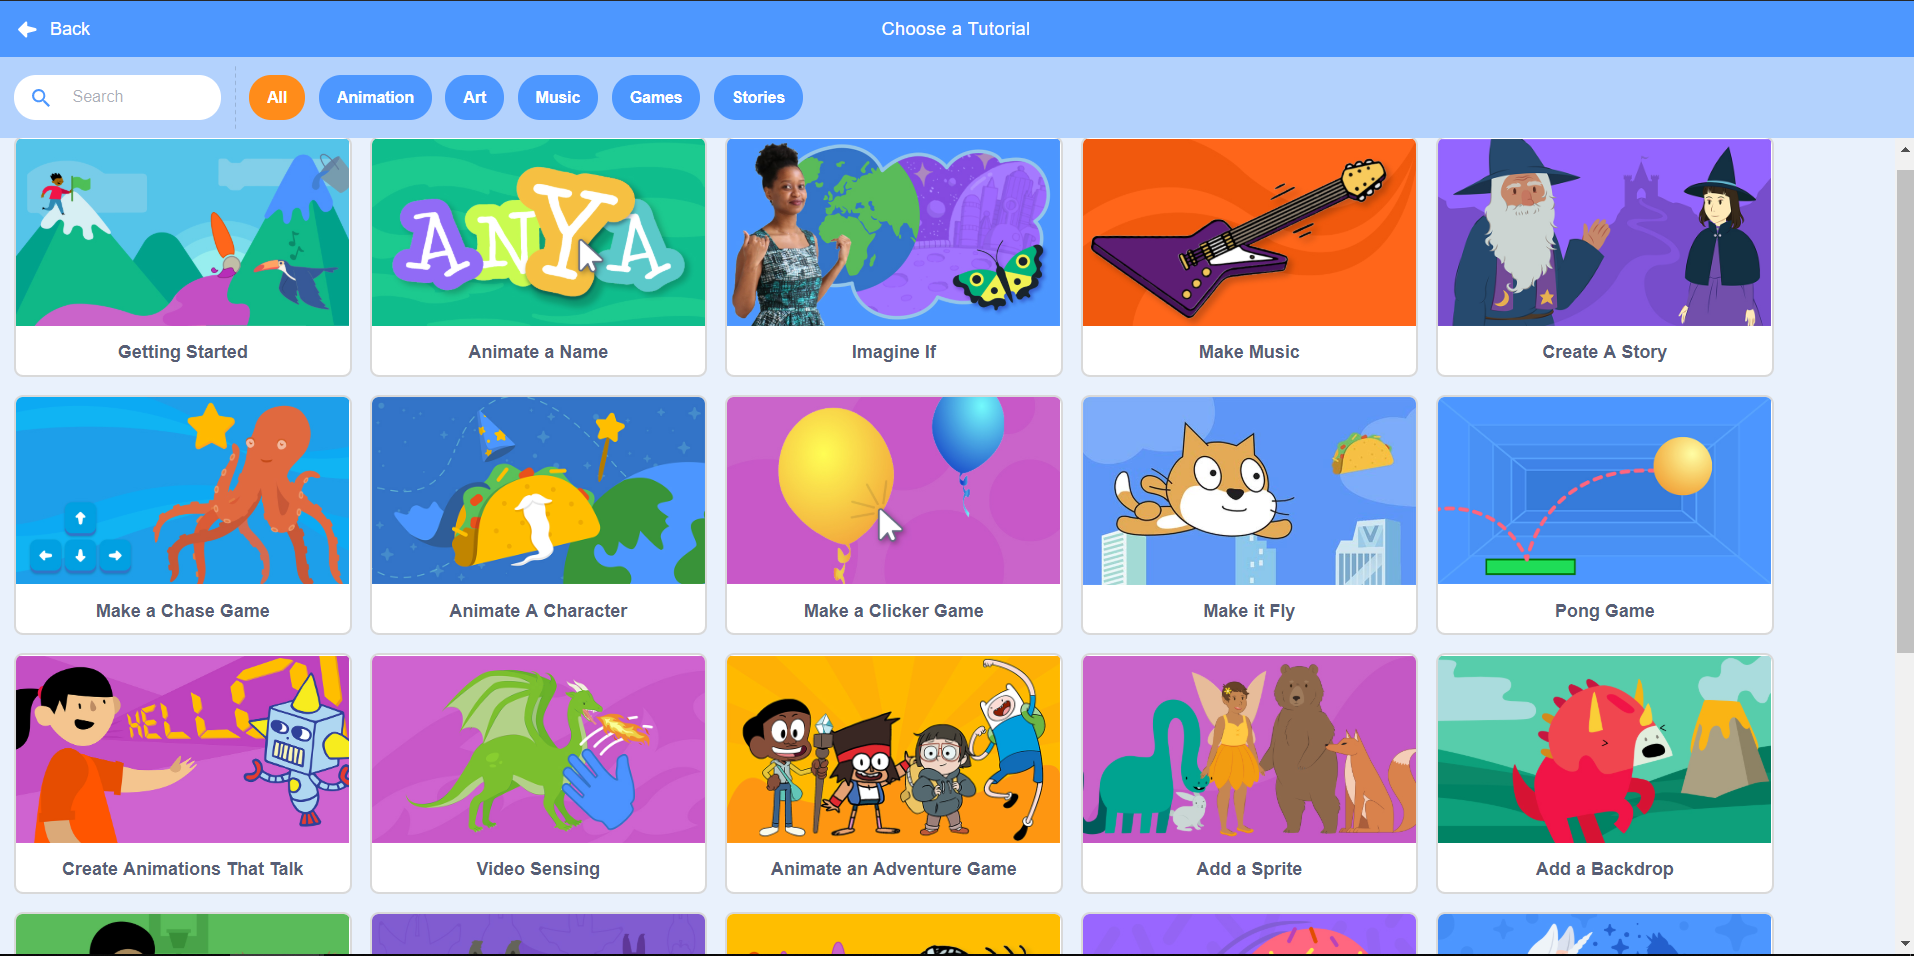 Back
Choose a Tutorial
Search
All
Animation
Art
Music
Games
Stories
ANYA
Getting Started
Animate a Name
Imagine If
Make Music
Create A Story
Make a Chase Game
Animate A Character
Make a Clicker Game
V
Make it Fly
Pong Game
HELLO
Create Animations That Talk
Video Sensing
Animate an Adventure Game
Add a Sprite
Add a Backdrop